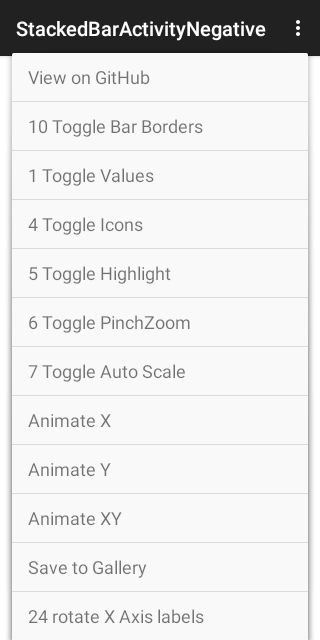 StackedBarActivityNegative
View on GitHub
10 Toggle Bar Borders
1 Toggle Values
4 Toggle Icons
5 Toggle Highlight
6 Toggle PinchZoom
7 Toggle Auto Scale
Animate X
Animate Y
Animate XY
Save to Gallery
24 rotate X Axis labels